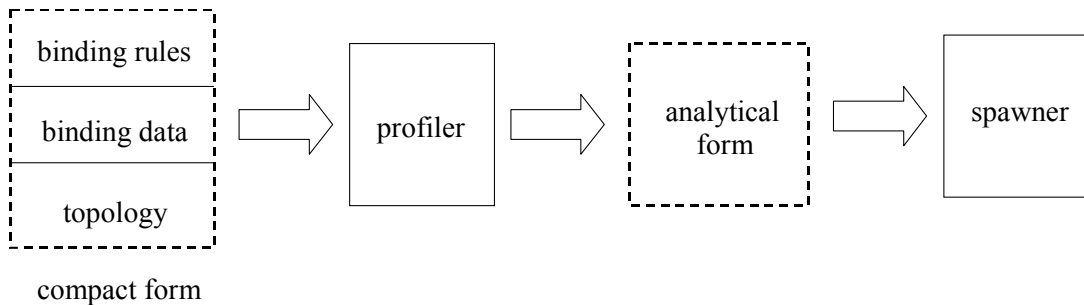 binding rules
binding data
topology
compact form
profiler
analytical
form
spawner